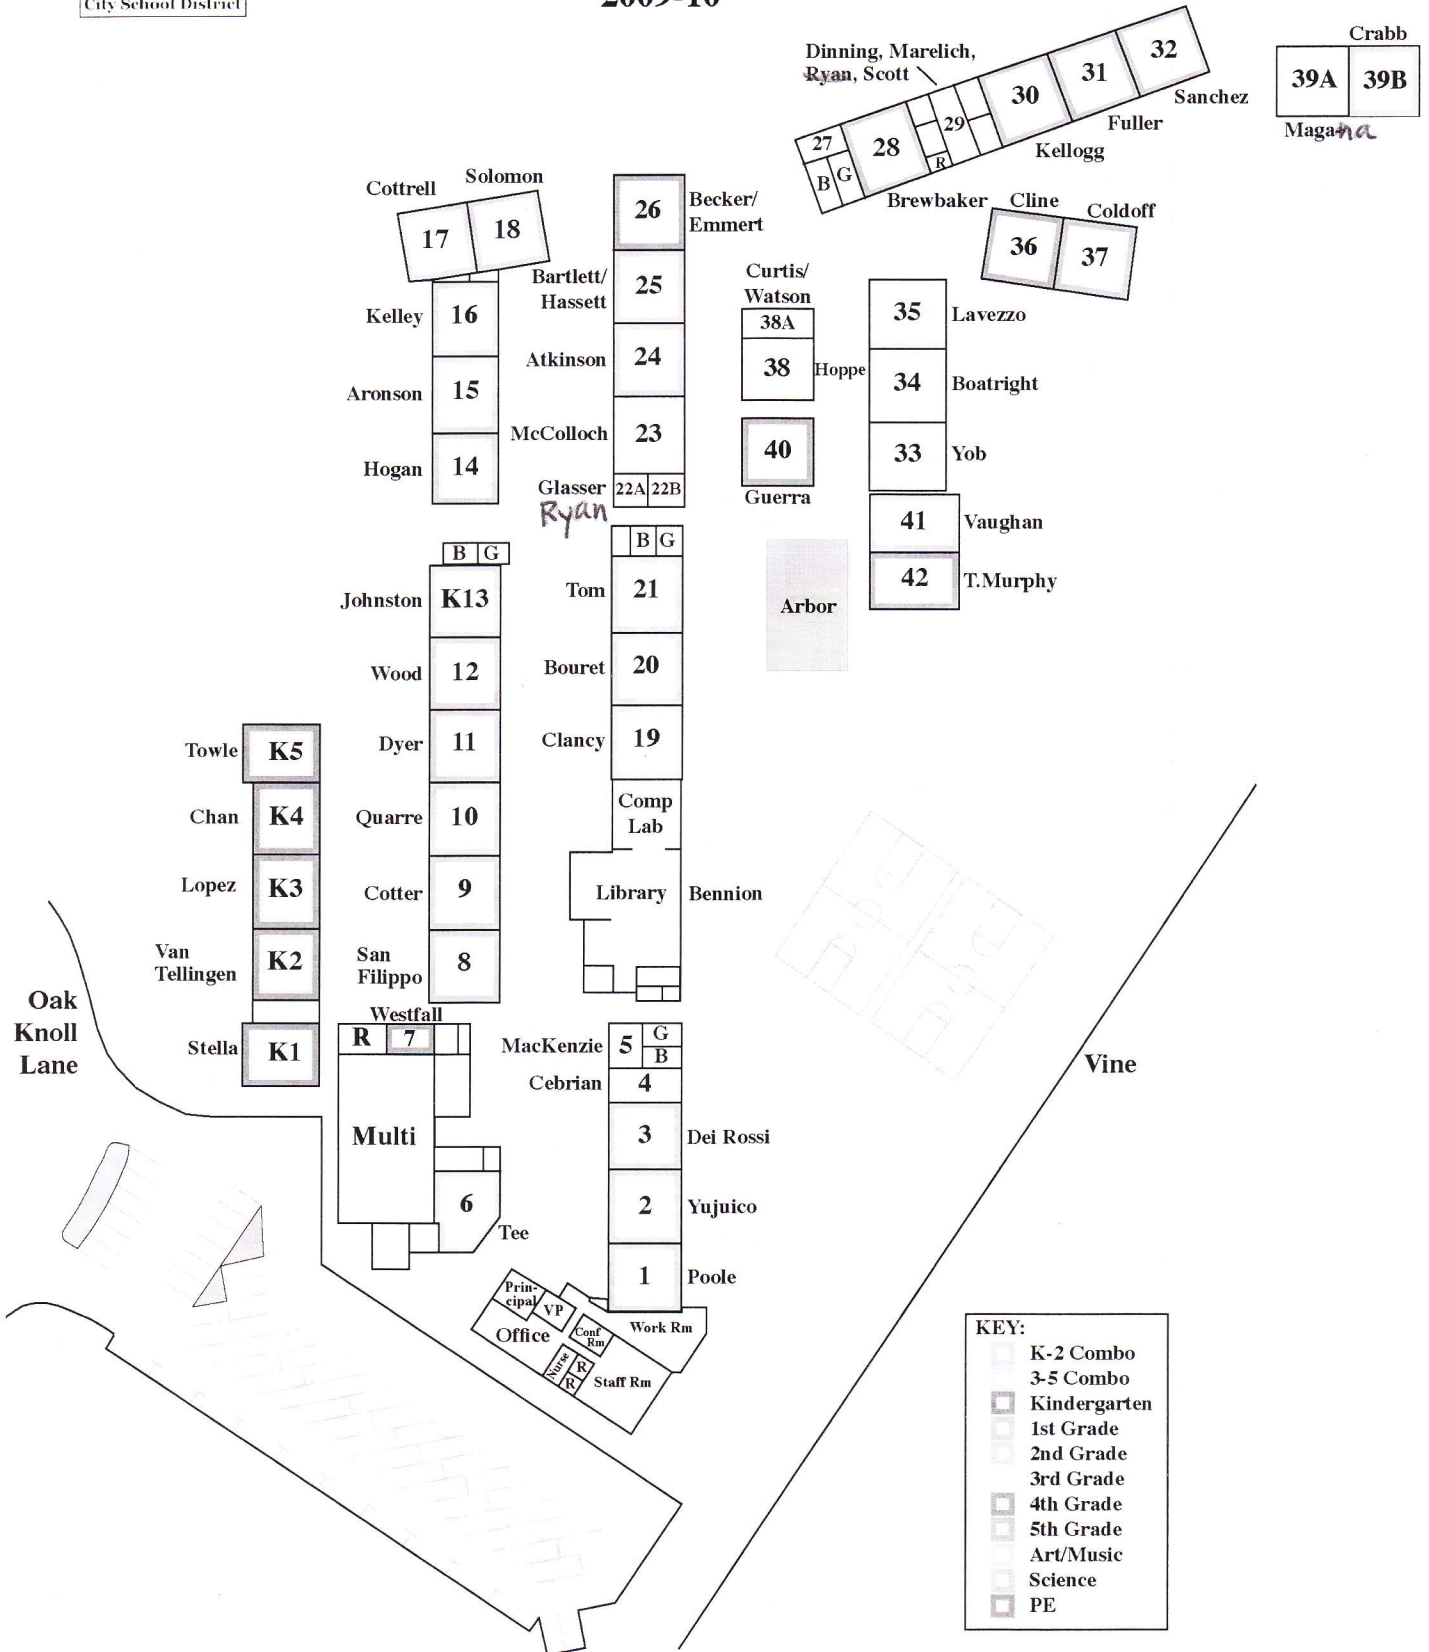 City School District
2009-10
Dinning, Marelich,
Ryan, Scott
32
Sanchez
31
Fuller
30
Kellogg
29
R
28
Brewbaker
27
B G
Crabb
39A 39B
Magana
Cline
36
Coldoff
37
Cottrell
Solomon
17 18
Kelley 16
Aronson 15
Hogan 14
26 Becker/
Emmert
Bartlett/
Hassett 25
Atkinson 24
McColloch 23
Glasser 22A 22B
Ryan
Curtis/
Watson
38A
38 Hoppe
40
Guerra
35 Lavezzo
34 Boatright
33 Yob
41 Vaughan
42 T.Murphy
Arbor
B G
Johnston K13
Wood 12
Dyer 11
Quarre 10
Cotter 9
San
Filippo 8
B G
Tom 21
Bouret 20
Clancy 19
Comp
Lab
Library Bennion
Towle K5
Chan K4
Lopez K3
Van
Tellingen K2
Stella K1
Oak
Knoll
Lane
Westfall
R 7
Multi
6
Tee
MacKenzie 5 G
B
Cebrian 4
3 Dei Rossi
2 Yujuico
1 Poole
Prin-
cipal
VP
Office
Conf
Rm
Work Rm
Nurse
R
R
Staff Rm
Vine
KEY:
K-2 Combo
3-5 Combo
Kindergarten
1st Grade
2nd Grade
3rd Grade
4th Grade
5th Grade
Art/Music
Science
PE